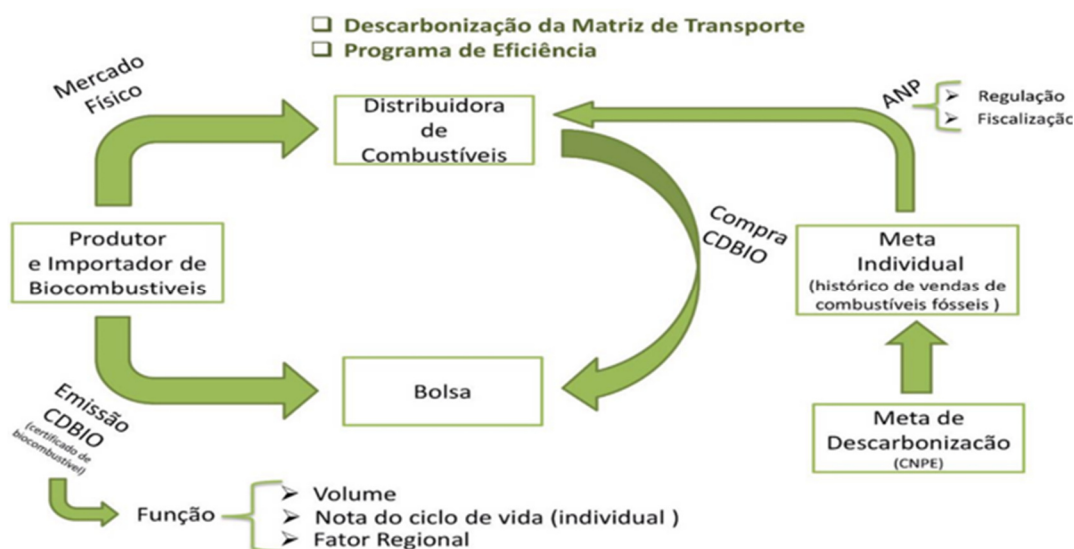 Descarbonização da Matriz de Transporte
Programa de Eficiência
Mercado
Físico
Distribuidora
de
Combustíveis
ANP
Regulação
Fiscalização
Produtor
e Importador de
Biocombustiveis
Compra
CDBIO
Meta
Individual
(histórico de vendas de
combustíveis fósseis )
Bolsa
Emissão
CDBIO
(certificado de
biocombustível)
Meta de
Descarbonizacão
(CNPE)
Função
Volume
Nota do ciclo de vida (individual )
Fator Regional